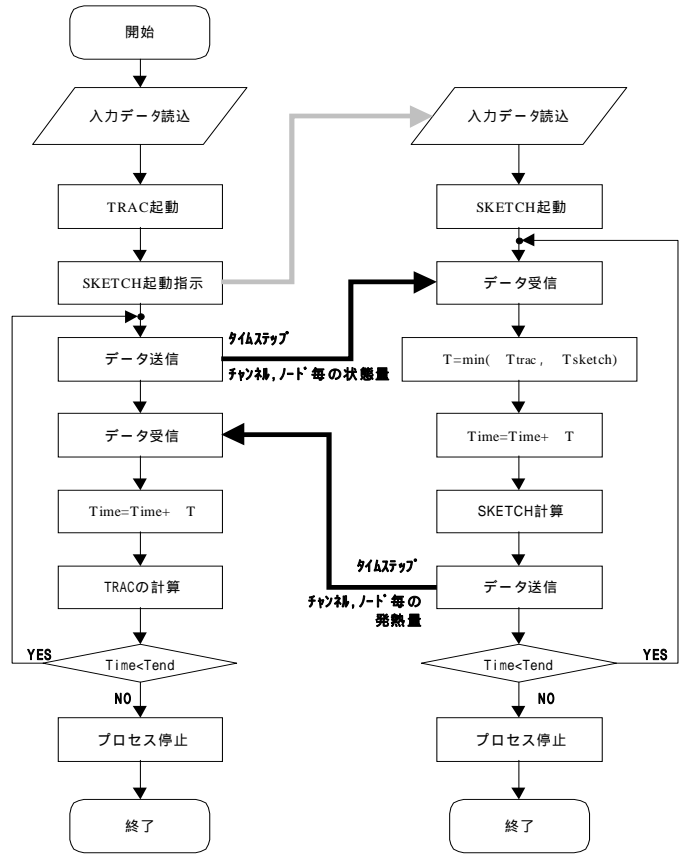 開始
入力データ読込
TRAC起動
SKETCH起動指示
データ送信
データ受信
Time=Time+ T
TRACの計算
Time<Tend
YES
NO
プロセス停止
終了
タイムステップ
チャンネル,ノード毎の状態量
タイムステップ
チャンネル,ノード毎の
発熱量
入力データ読込
SKETCH起動
データ受信
T=min( Ttrac, Tsketch)
Time=Time+ T
SKETCH計算
データ送信
Time<Tend
YES
NO
プロセス停止
終了